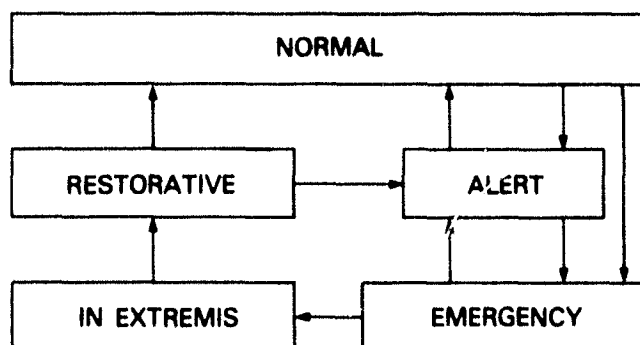 NORMAL
RESTORATIVE
ALERT
IN EXTREMIS
EMERGENCY